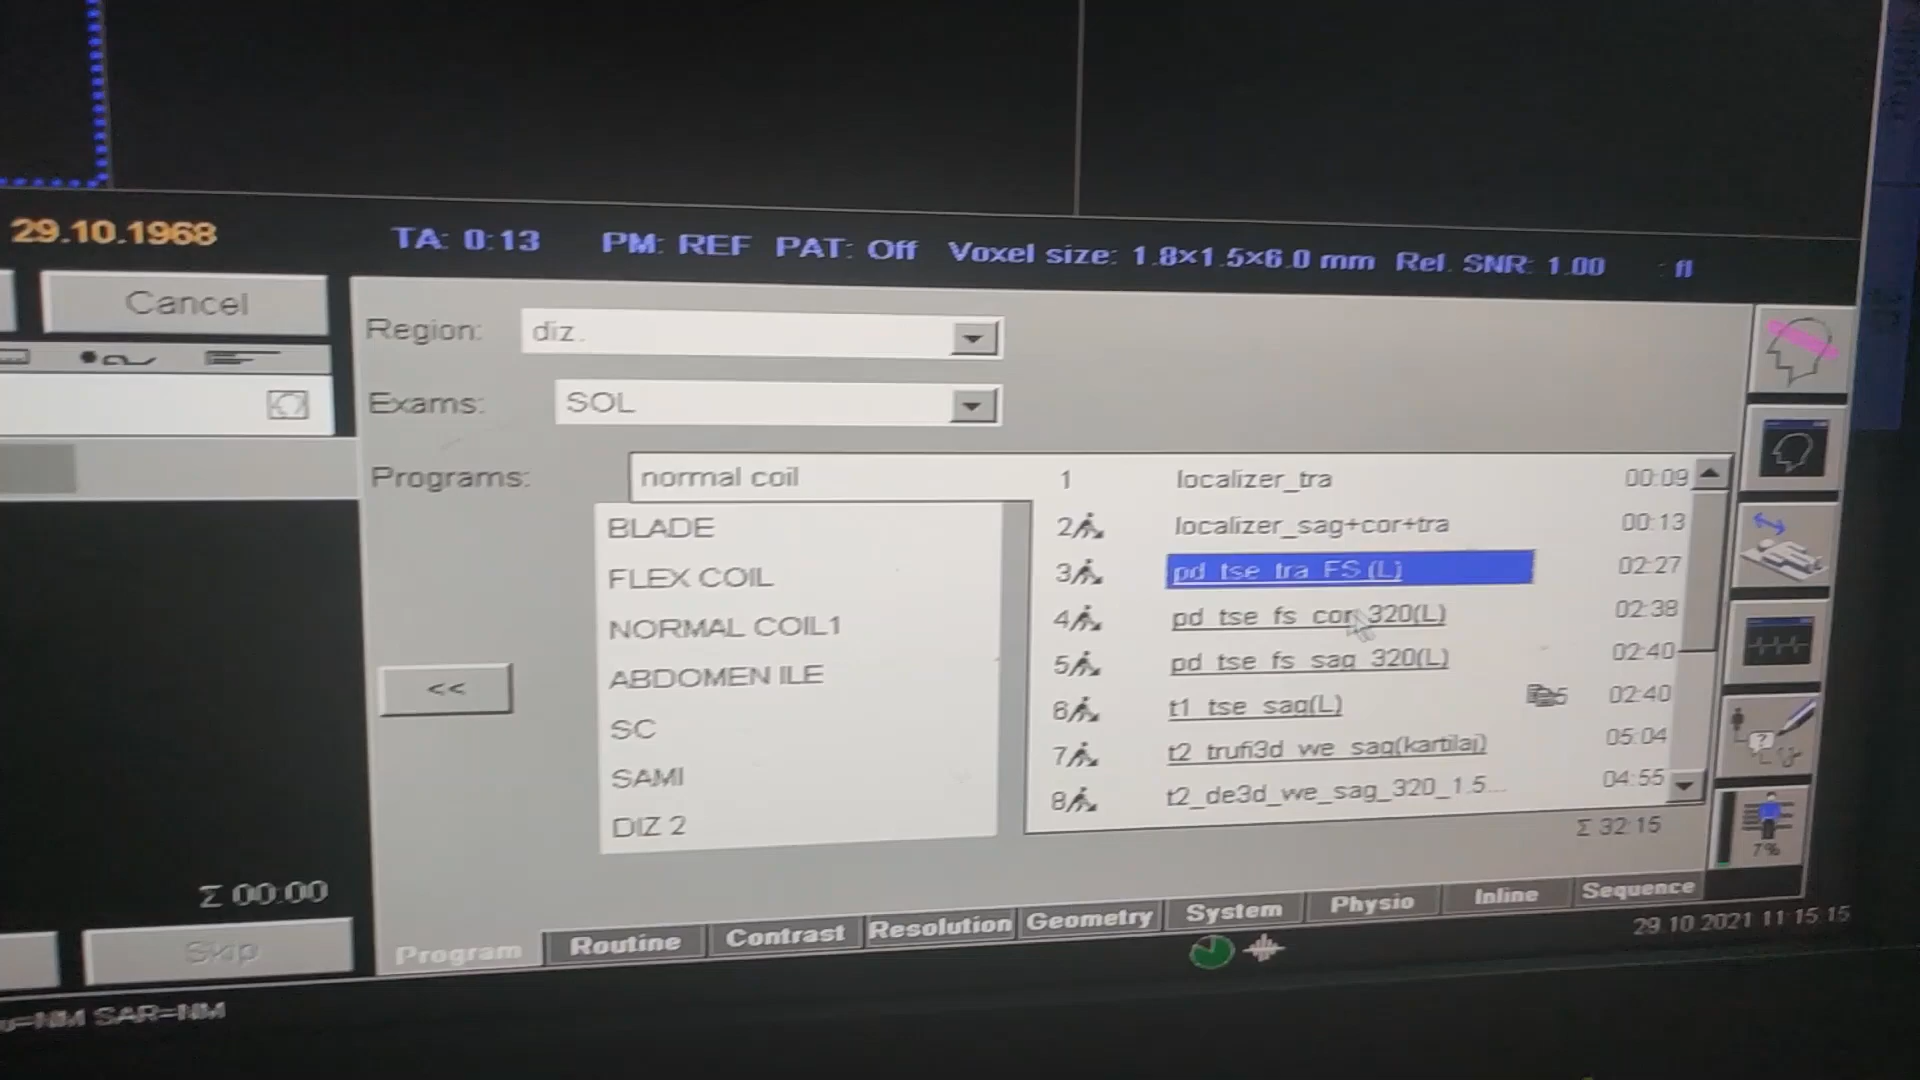 29.10.1968
TA: 0:13 PM: REF PAT: Off Voxel size: 1.8×1.5×6.0 mm Rel. SNR: 1.00 : fl
Cancel
Region: diz.
Exams: SOL
Programs: normal coil
BLADE
FLEX COIL
NORMAL COIL1
ABDOMEN ILE
SC
SAMI
DIZ 2
<<
1 localizer_tra 00:09
2 localizer_sag+cor+tra 00:13
3 pd_tse_tra_FS(L) 02:27
4 pd_tse_fs_cor_320(L) 02:38
5 pd_tse_fs_sag_320(L) 02:40
6 t1_tse_sag(L) 5 02:40
7 t2_trufi3d_we_sag(kartilaj) 05:04
8 t2_de3d_we_sag_320_1.5... 04:55
Σ 32:15
7%
Σ 00:00
Skip
Program Routine Contrast Resolution Geometry System Physio Inline Sequence
29.10.2021 11:15:15
=NM SAR=NM